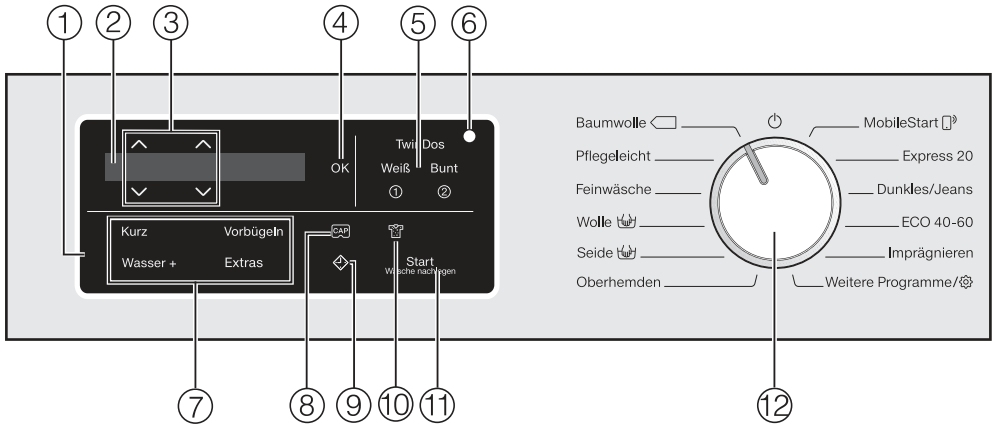 ① ② ③ ④ ⑤ ⑥
TwinDos
OK Weiß Bunt
① ②
Kurz Vorbügeln
Wasser + Extras
CAP
Start
Wäsche nachlegen
Baumwolle
Pflegeleicht
Feinwäsche
Wolle
Seide
Oberhemden
MobileStart
Express 20
Dunkles/Jeans
ECO 40-60
Imprägnieren
Weitere Programme/
⑦ ⑧ ⑨ ⑩ ⑪ ⑫